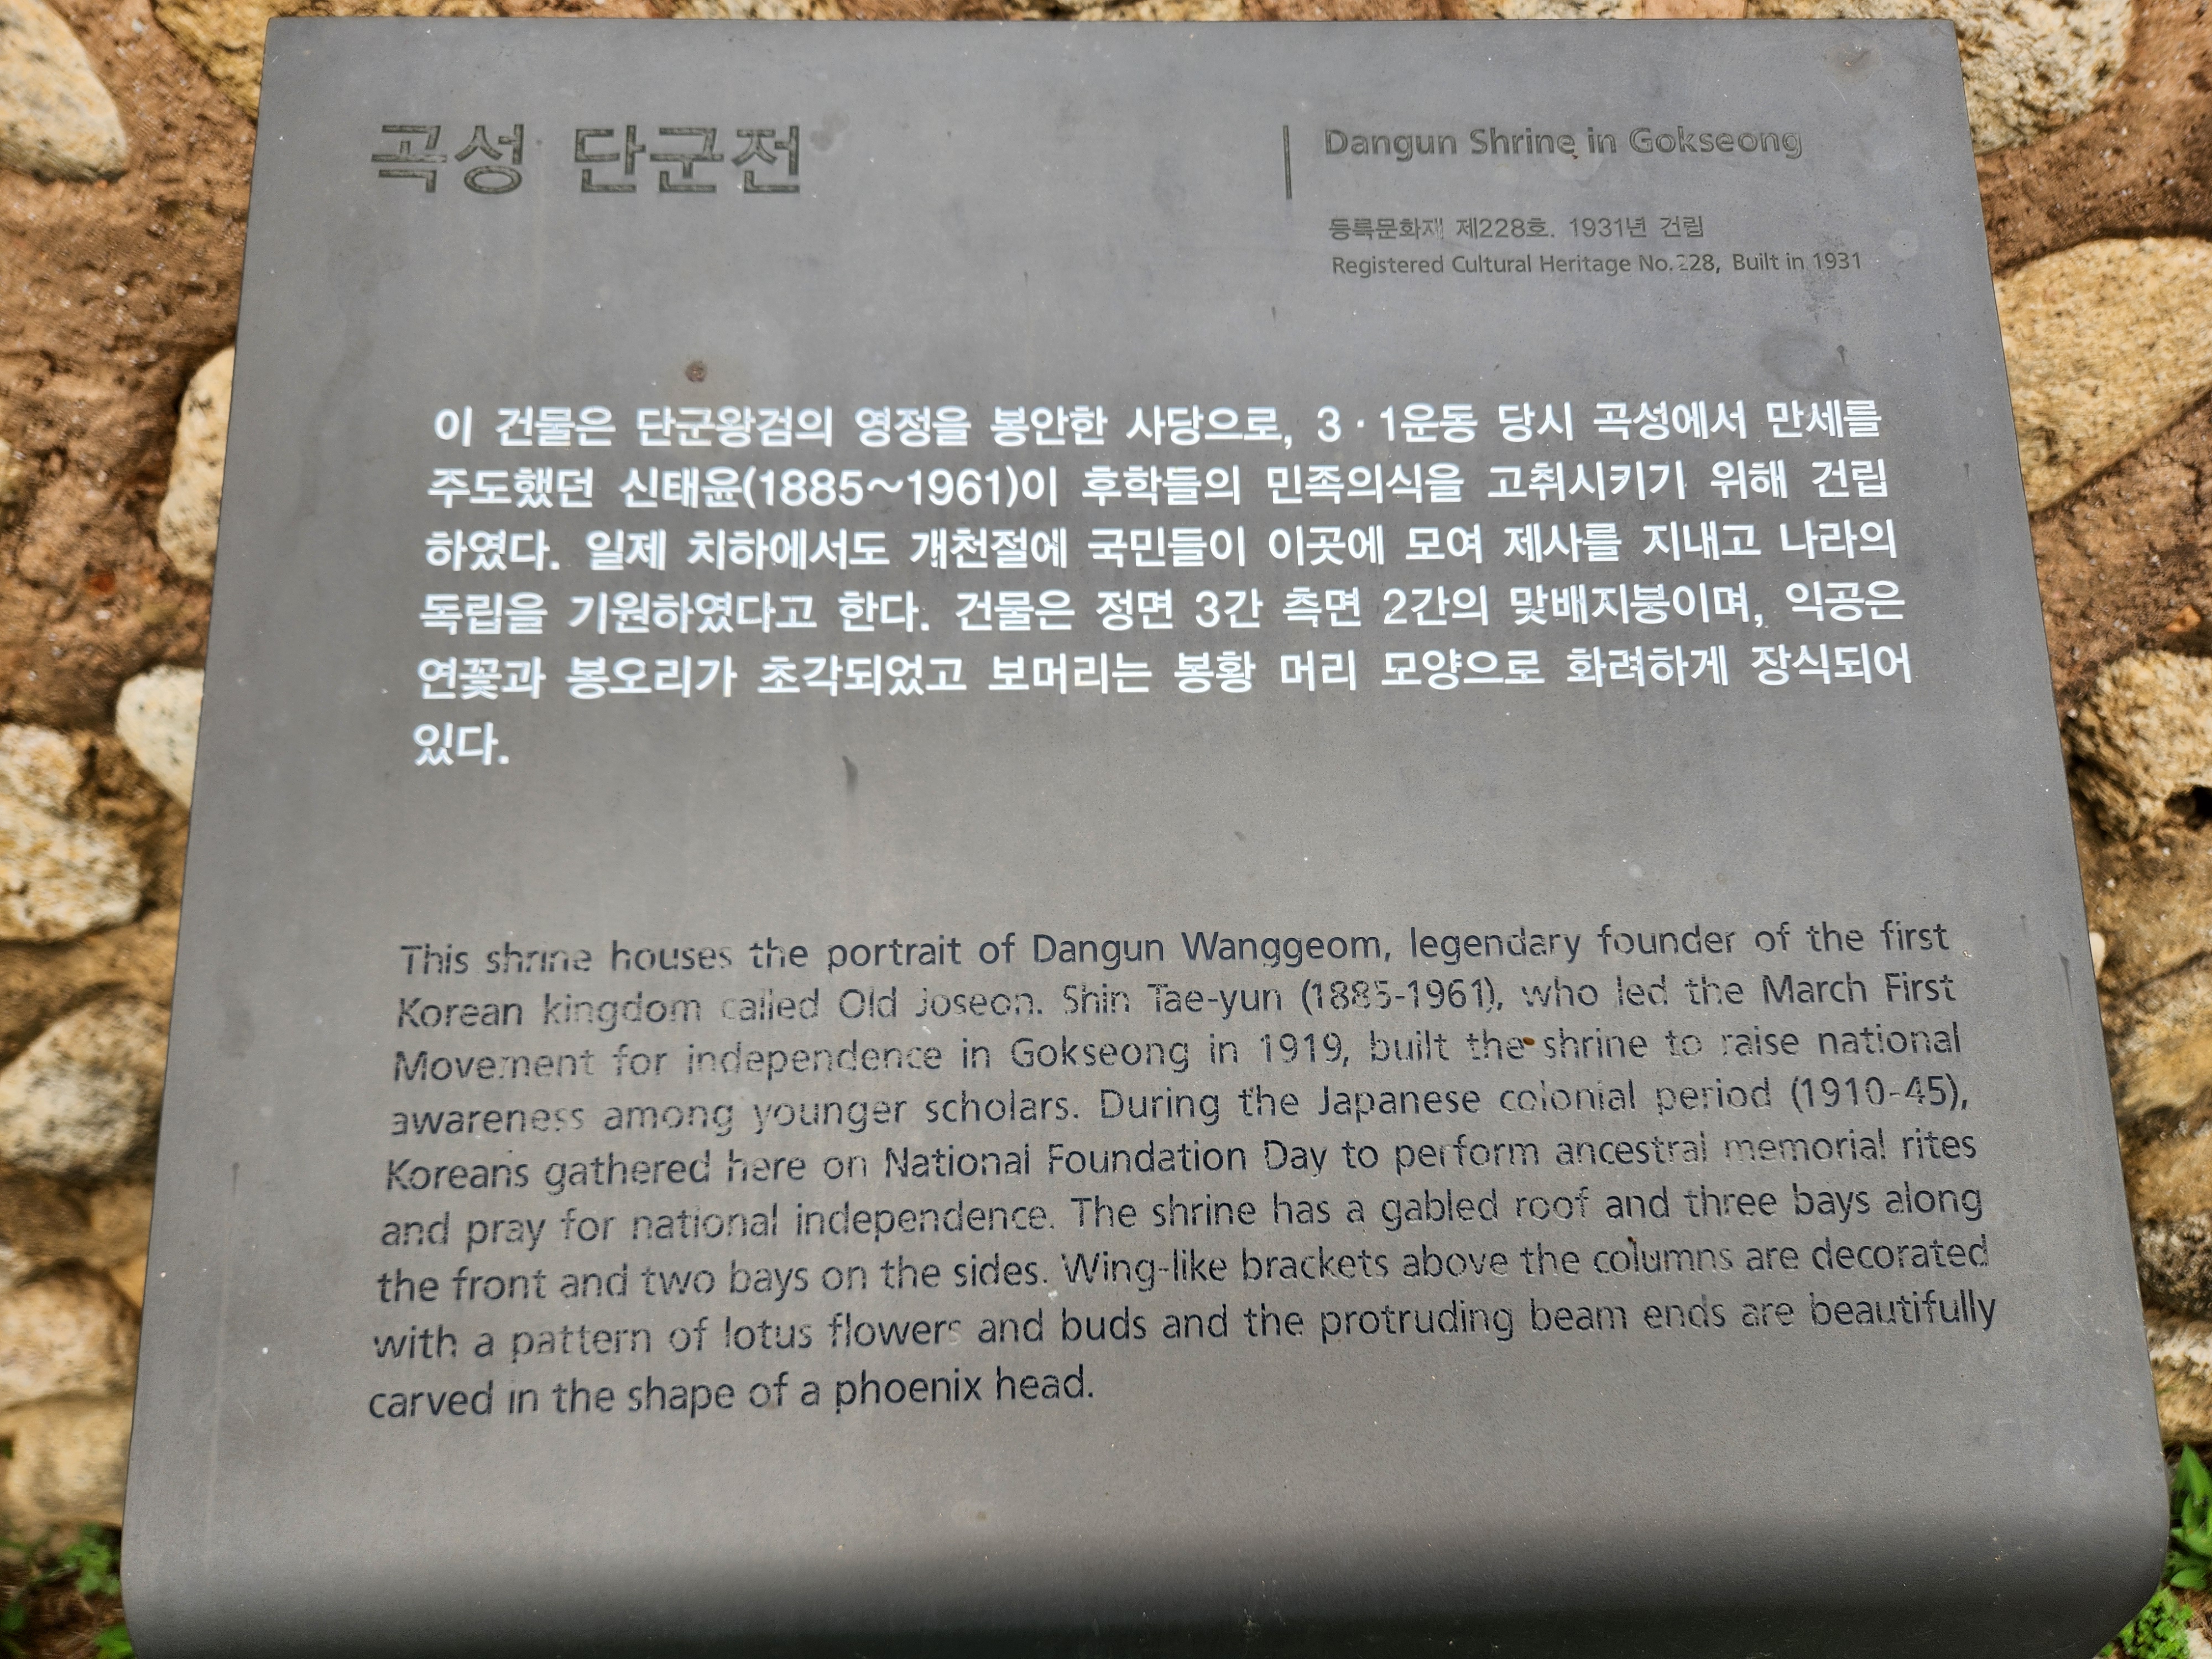 곡성 단군전
Dangun Shrine in Gokseong
등록문화재 제228호. 1931년 건립
Registered Cultural Heritage No.228, Built in 1931
이 건물은 단군왕검의 영정을 봉안한 사당으로, 3·1운동 당시 곡성에서 만세를
주도했던 신태윤(1885~1961)이 후학들의 민족의식을 고취시키기 위해 건립
하였다. 일제 치하에서도 개천절에 국민들이 이곳에 모여 제사를 지내고 나라의
독립을 기원하였다고 한다. 건물은 정면 3간 측면 2간의 맞배지붕이며, 익공은
연꽃과 봉오리가 초각되었고 보머리는 봉황 머리 모양으로 화려하게 장식되어
있다.
This shrine houses the portrait of Dangun Wanggeom, legendary founder of the first
Korean kingdom called Old Joseon. Shin Tae-yun (1885-1961), who led the March First
Movement for independence in Gokseong in 1919, built the shrine to raise national
awareness among younger scholars. During the Japanese colonial period (1910-45),
Koreans gathered here on National Foundation Day to perform ancestral memorial rites
and pray for national independence. The shrine has a gabled roof and three bays along
the front and two bays on the sides. Wing-like brackets above the columns are decorated
with a pattern of lotus flowers and buds and the protruding beam ends are beautifully
carved in the shape of a phoenix head.